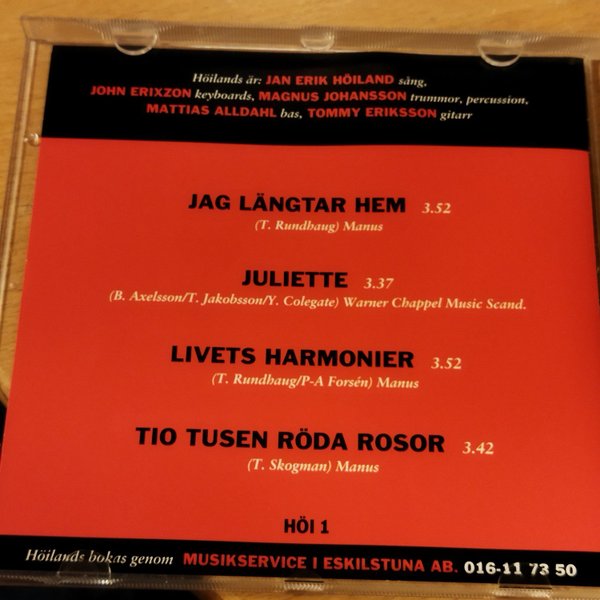 Höilands är: JAN ERIK HÖILAND sång,
JOHN ERIXZON keyboards, MAGNUS JOHANSSON trummor, percussion,
MATTIAS ALLDAHL bas, TOMMY ERIKSSON gitarr
JAG LÄNGTAR HEM 3.52
(T. Rundhaug) Manus
JULIETTE 3.37
(B. Axelsson/T. Jakobsson/Y. Colegate) Warner Chappel Music Scand.
LIVETS HARMONIER 3.52
(T. Rundhaug/P-A Forsén) Manus
TIO TUSEN RÖDA ROSOR 3.42
(T. Skogman) Manus
HÖI 1
Höilands bokas genom MUSIKSERVICE I ESKILSTUNA AB. 016-11 73 50